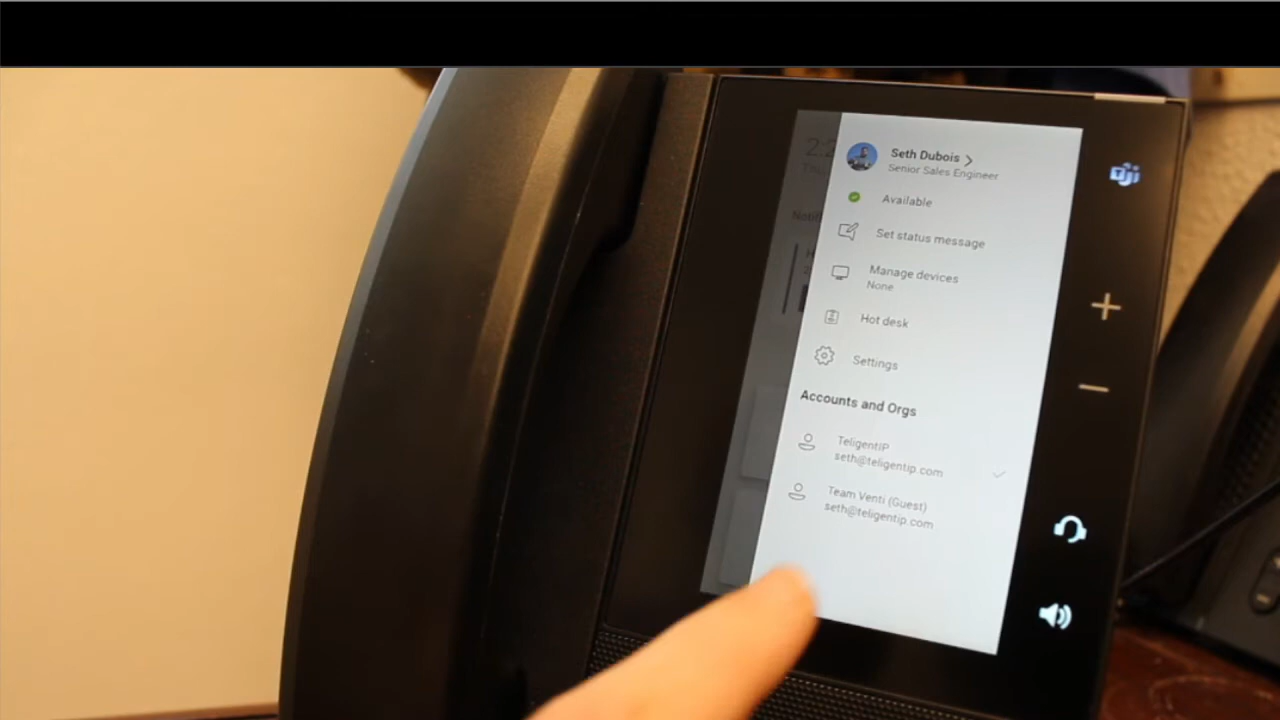 Seth Dubois
Senior Sales Engineer
Available
Set status message
Manage devices
None
Hot desk
Settings
Accounts and Orgs
TeligentIP
seth@teligentip.com
Team Venti (Guest)
seth@teligentip.com